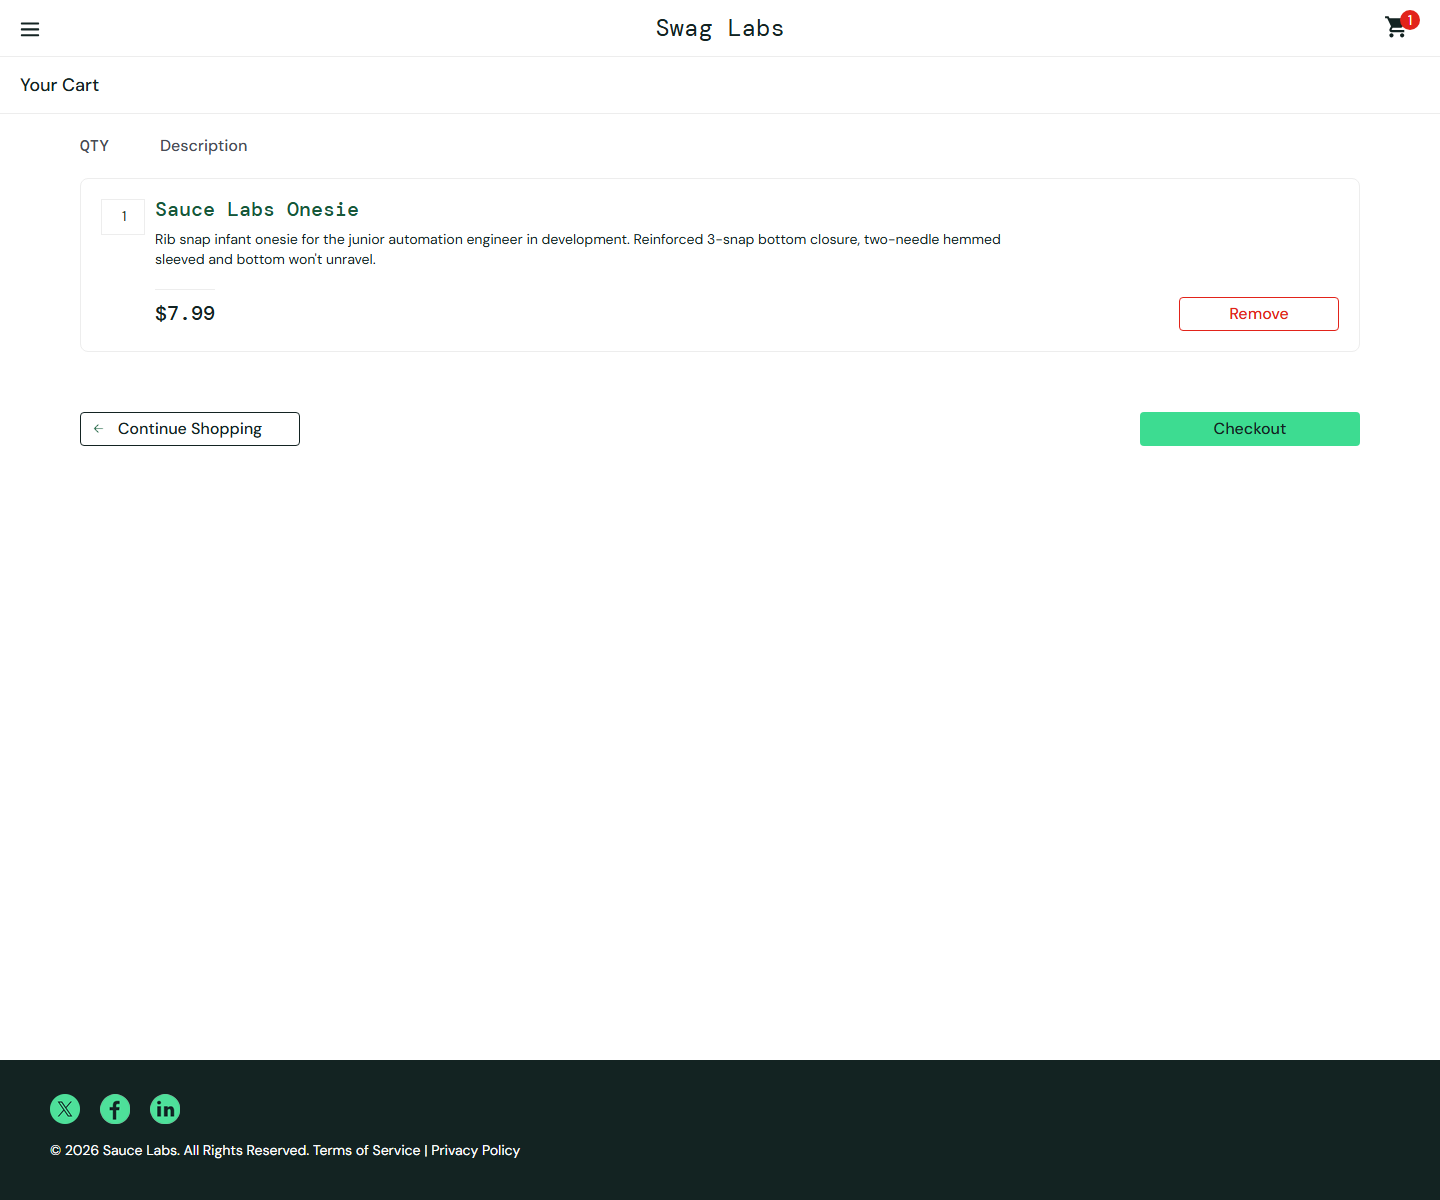 Swag Labs
1
Your Cart
QTY Description
1
Sauce Labs Onesie
Rib snap infant onesie for the junior automation engineer in development. Reinforced 3-snap bottom closure, two-needle hemmed
sleeved and bottom won't unravel.
$7.99
Remove
Continue Shopping
Checkout
© 2026 Sauce Labs. All Rights Reserved. Terms of Service | Privacy Policy